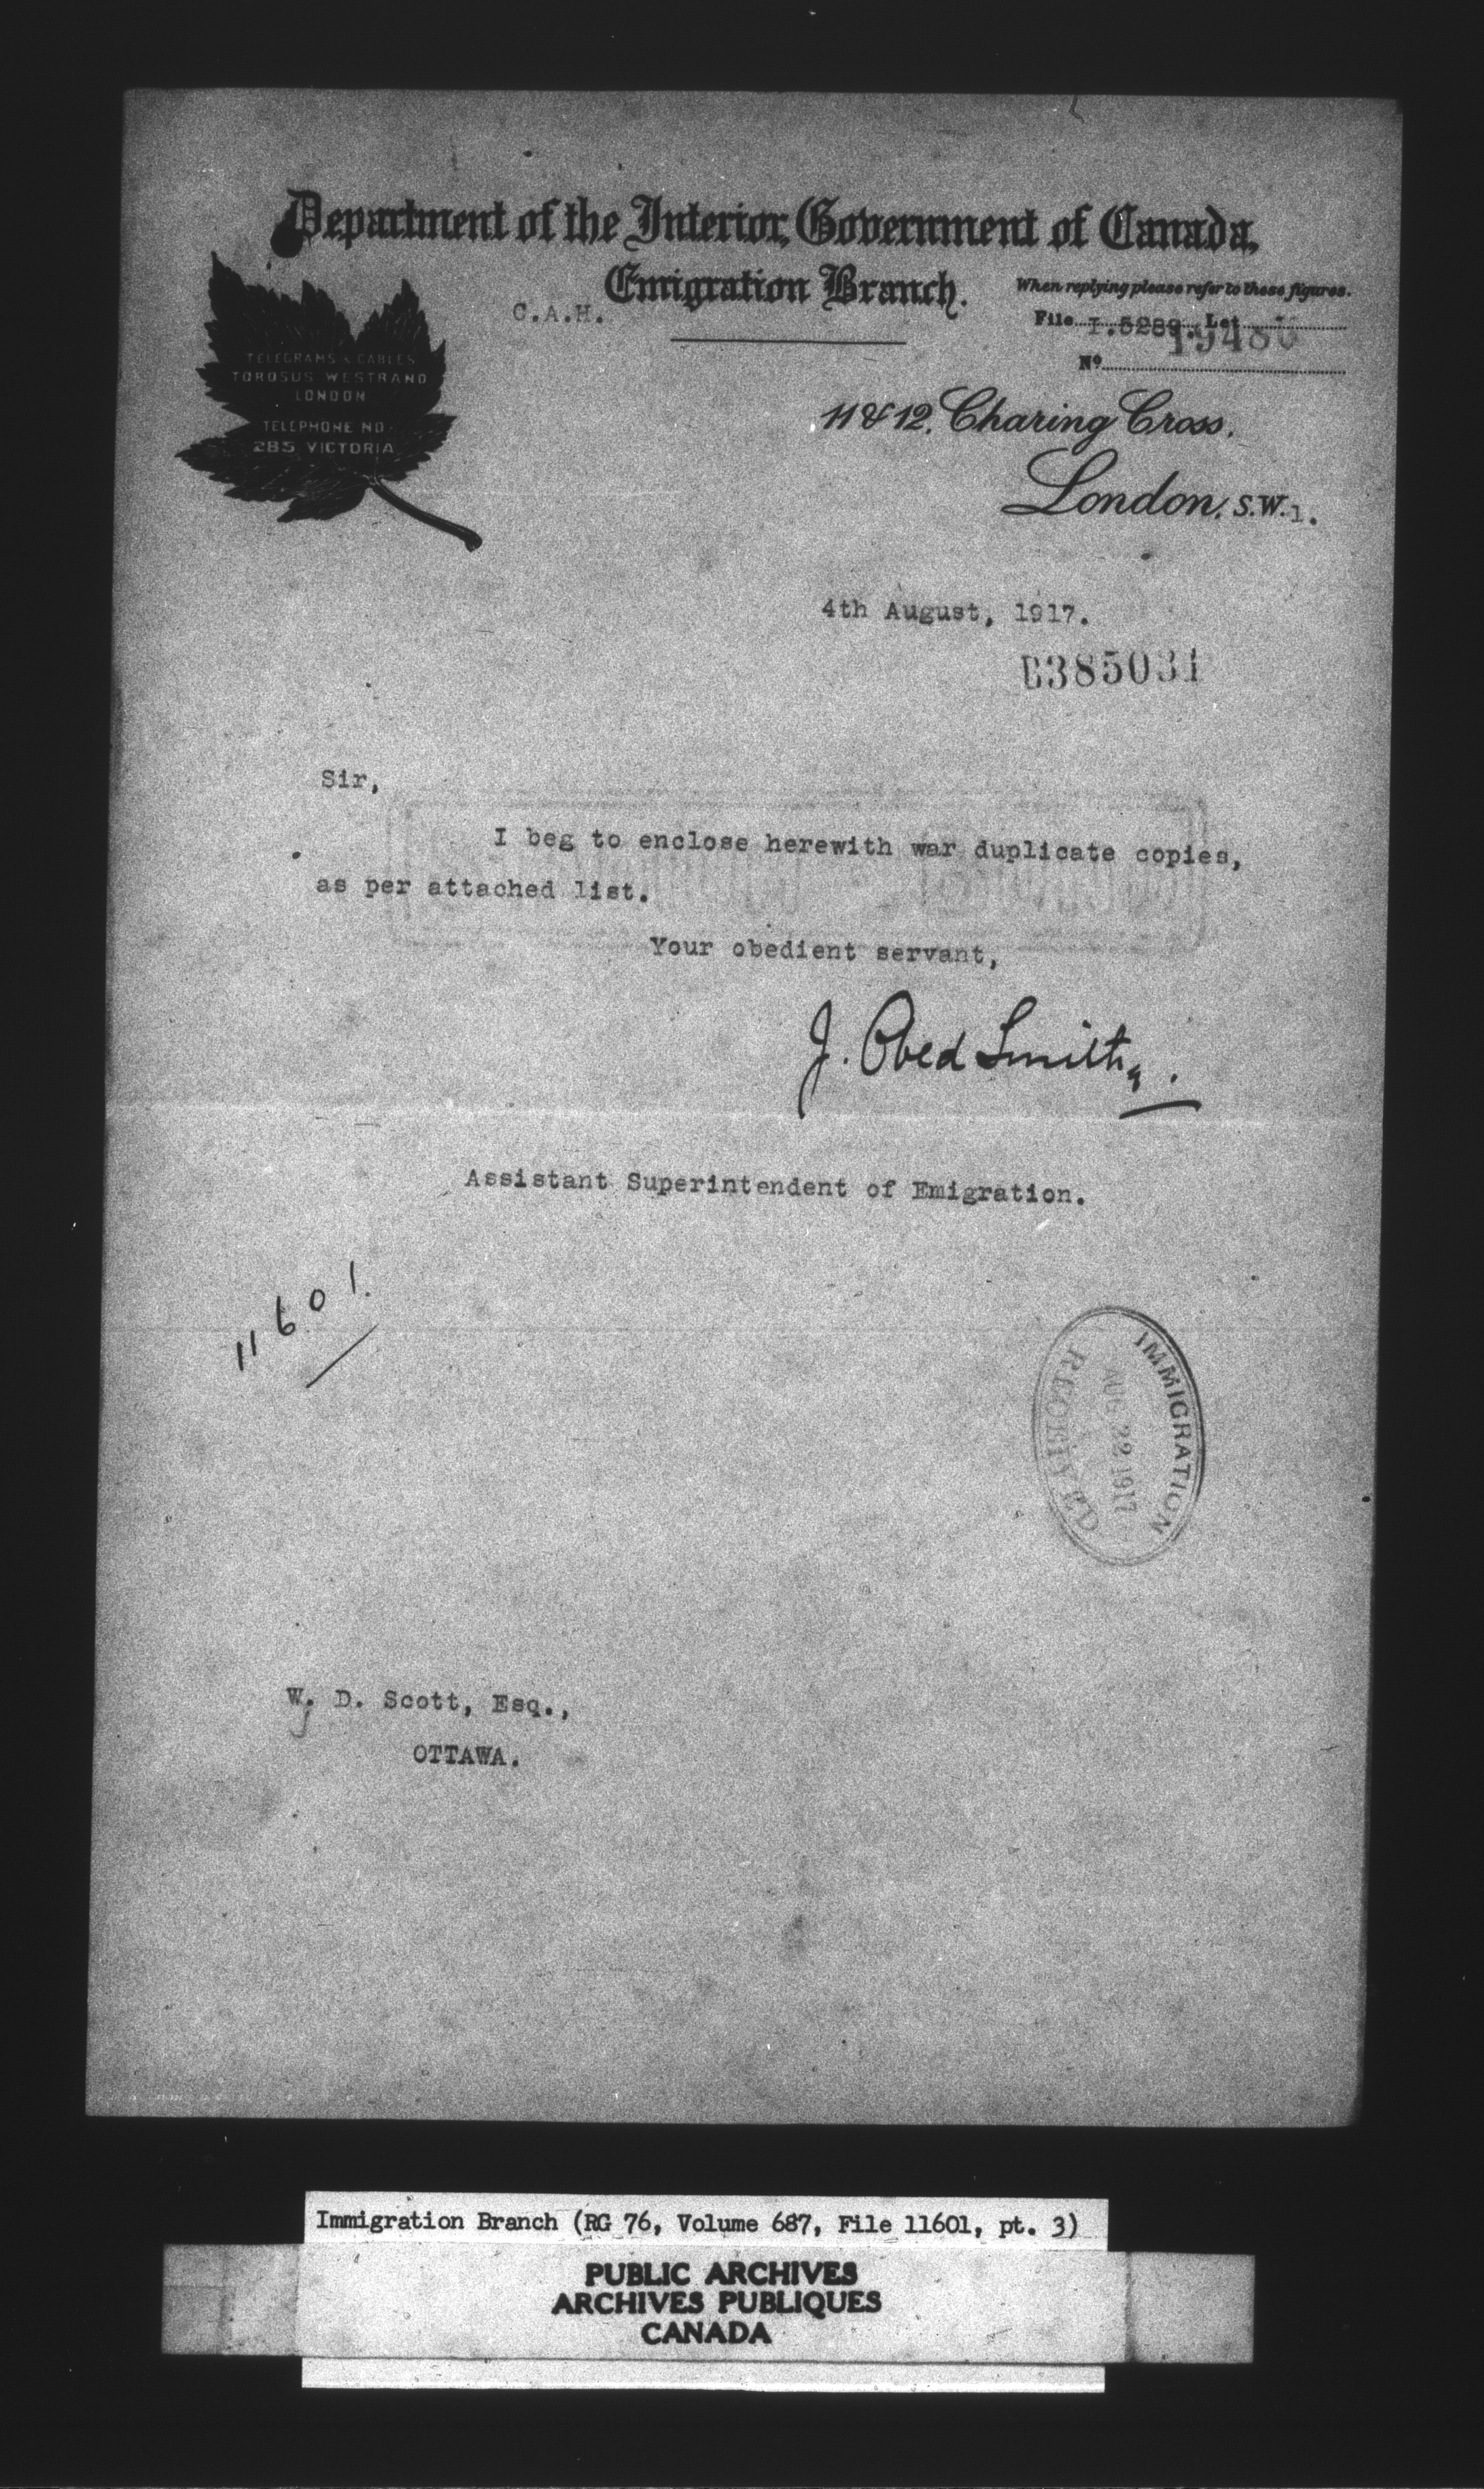 Department of the Interior, Government of Canada,
Emigration Branch.
C.A.H.
When replying please refer to these figures.
File I.5289. Let
No
TELEGRAMS & CABLES
TOROSUS WESTRAND
LONDON
TELEPHONE NO.
285 VICTORIA
11 & 12, Charing Cross,
London, S.W.1.
4th August, 1917.
385031
Sir,
I beg to enclose herewith war duplicate copies,
as per attached list.
Your obedient servant,
J. Obed Smith.
Assistant Superintendent of Emigration.
11601.
IMMIGRATION
AUG 22 1917
RECEIVED
W. D. Scott, Esq.,
OTTAWA.
Immigration Branch (RG 76, Volume 687, File 11601, pt. 3)
PUBLIC ARCHIVES
ARCHIVES PUBLIQUES
CANADA